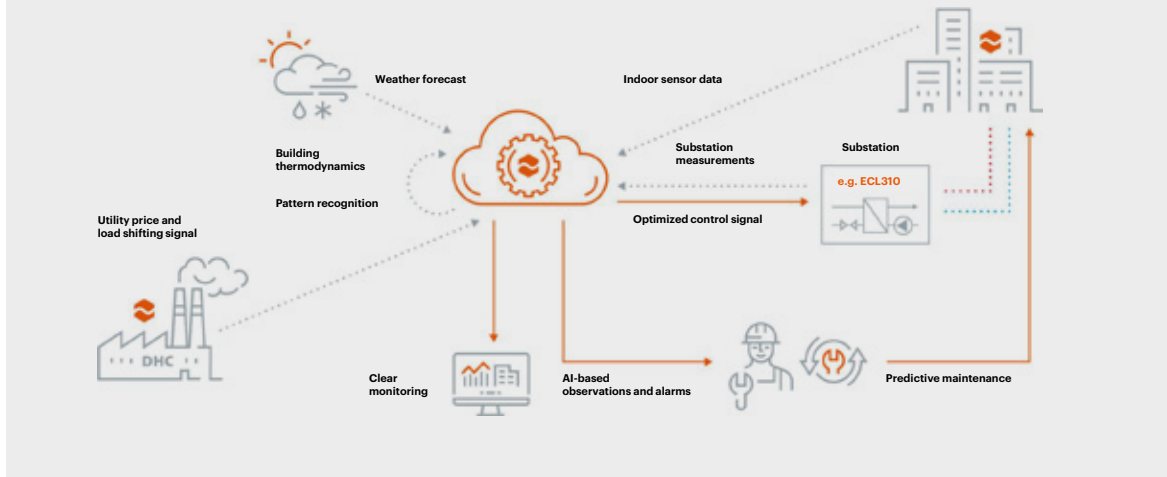 Weather forecast
Indoor sensor data
Building
thermodynamics
Pattern recognition
Substation
measurements
Substation
e.g. ECL310
Optimized control signal
Utility price and
load shifting signal
DHC
Clear
monitoring
AI-based
observations and alarms
Predictive maintenance